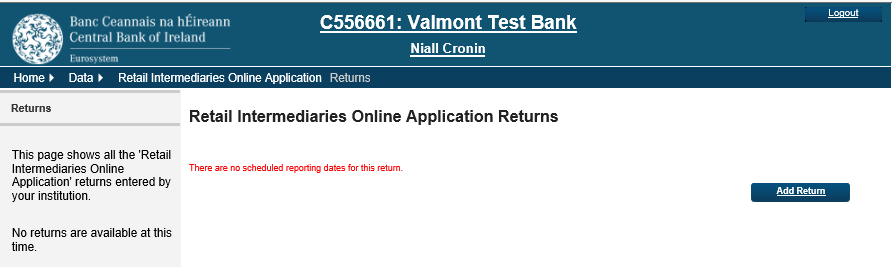 Banc Ceannais na hÉireann
Central Bank of Ireland
Eurosystem
C556661: Valmont Test Bank
Niall Cronin
Logout
Home Data Retail Intermediaries Online Application Returns
Returns
This page shows all the 'Retail
Intermediaries Online
Application' returns entered by
your institution.
No returns are available at this
time.
Retail Intermediaries Online Application Returns
There are no scheduled reporting dates for this return.
Add Return